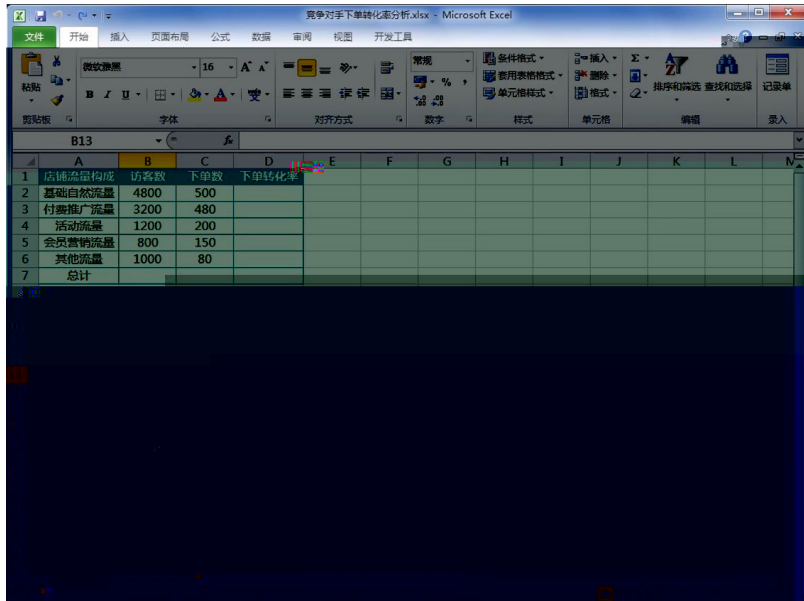 竞争对手下单转化率分析.xlsx - Microsoft Excel
文件 开始 插入 页面布局 公式 数据 审阅 视图 开发工具
微软雅黑 16 常规 条件格式 插入
粘贴 套用表格格式 删除 排序和筛选 查找和选择 记录单
B I U A % 单元格样式 格式
剪贴板 字体 对齐方式 数字 样式 单元格 编辑 录入
B13 fx
A B C D E F G H I J K L
1 店铺流量构成 访客数 下单数 下单转化率
2 基础自然流量 4800 500
3 付费推广流量 3200 480
4 活动流量 1200 200
5 会员营销流量 800 150
6 其他流量 1000 80
7 总计